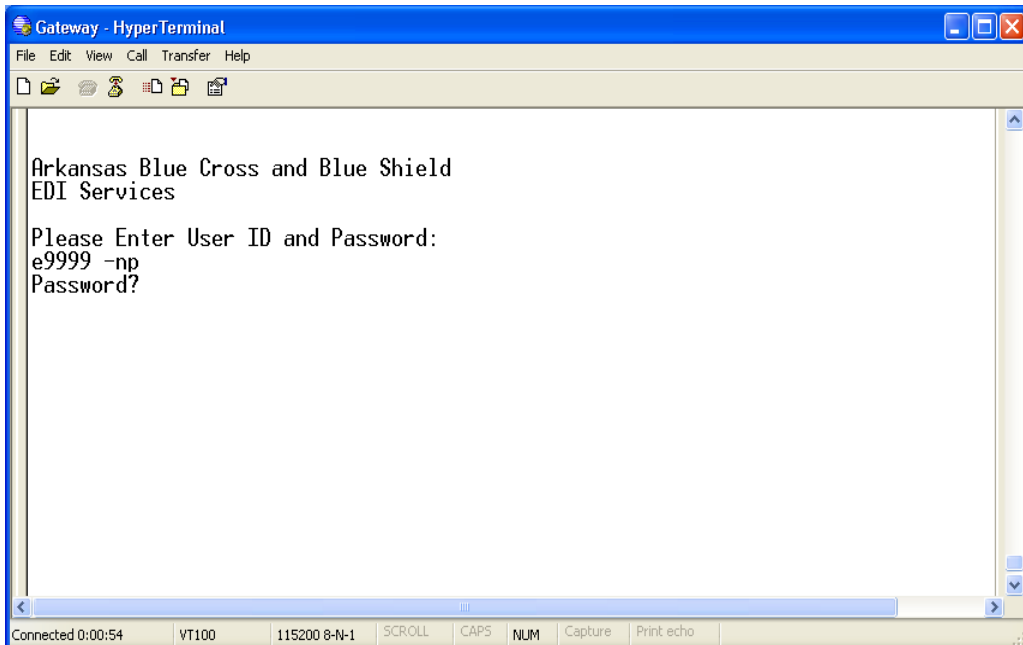 Gateway - HyperTerminal
File Edit View Call Transfer Help
Arkansas Blue Cross and Blue Shield
EDI Services
Please Enter User ID and Password:
e9999 -np
Password?
Connected 0:00:54 VT100 115200 8-N-1 SCROLL CAPS NUM Capture Print echo